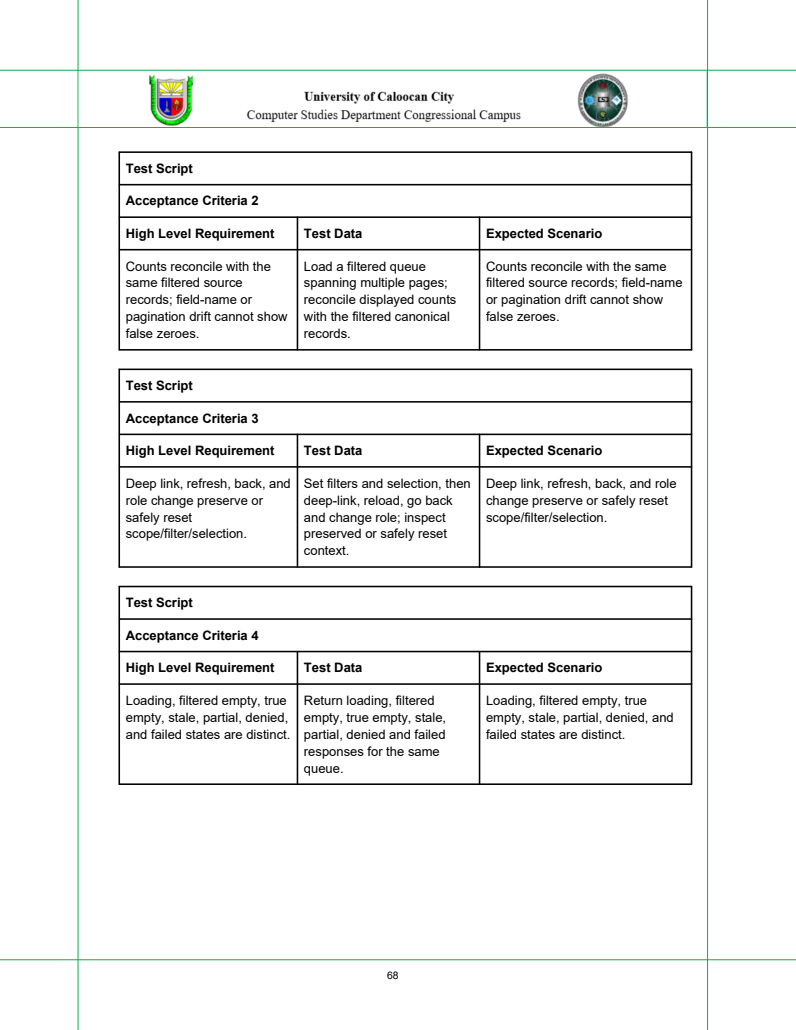 University of Caloocan City
Computer Studies Department Congressional Campus
Test Script
Acceptance Criteria 2
High Level Requirement
Test Data
Expected Scenario
Counts reconcile with the
same filtered source
records; field-name or
pagination drift cannot show
false zeroes.
Load a filtered queue
spanning multiple pages;
reconcile displayed counts
with the filtered canonical
records.
Counts reconcile with the same
filtered source records; field-name
or pagination drift cannot show
false zeroes.
Test Script
Acceptance Criteria 3
High Level Requirement
Test Data
Expected Scenario
Deep link, refresh, back, and
role change preserve or
safely reset
scope/filter/selection.
Set filters and selection, then
deep-link, reload, go back
and change role; inspect
preserved or safely reset
context.
Deep link, refresh, back, and role
change preserve or safely reset
scope/filter/selection.
Test Script
Acceptance Criteria 4
High Level Requirement
Test Data
Expected Scenario
Loading, filtered empty, true
empty, stale, partial, denied,
and failed states are distinct.
Return loading, filtered
empty, true empty, stale,
partial, denied and failed
responses for the same
queue.
Loading, filtered empty, true
empty, stale, partial, denied, and
failed states are distinct.
68